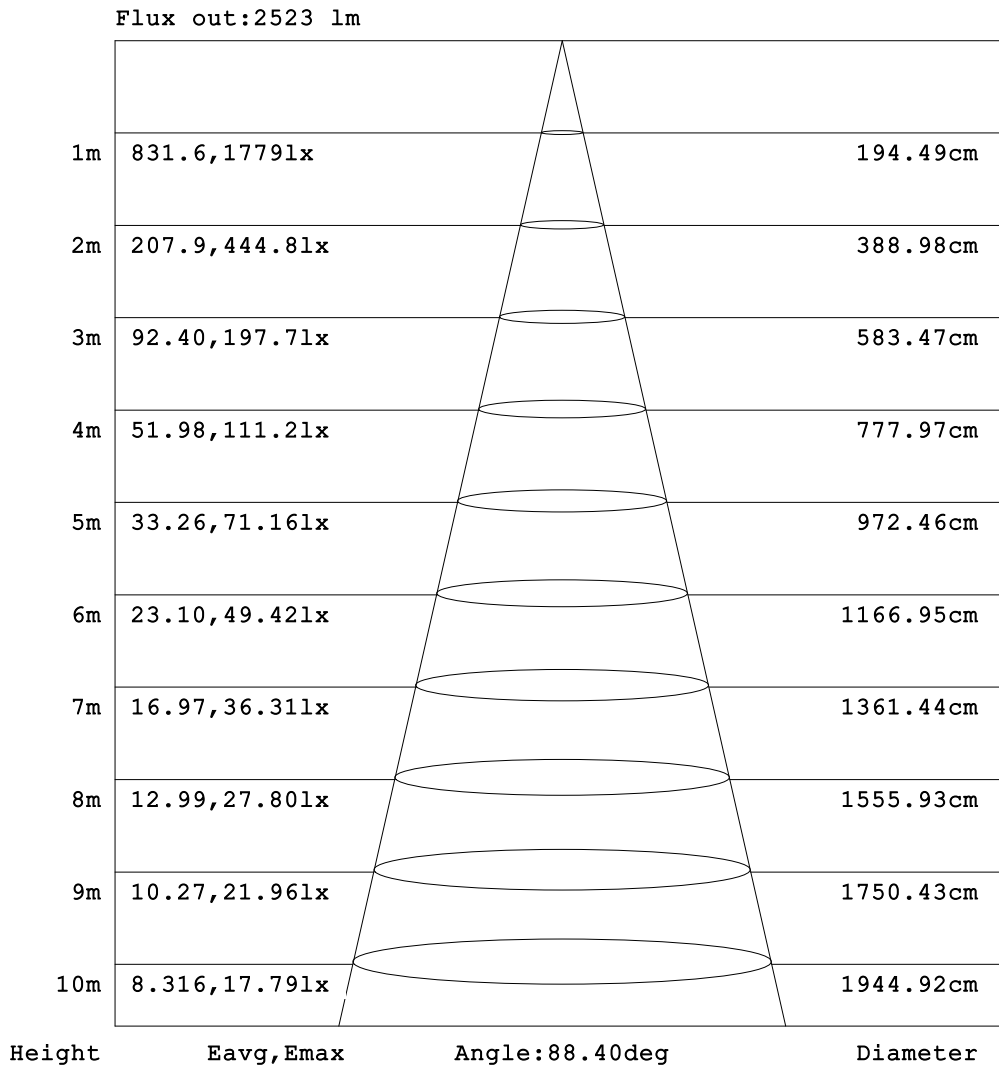 Flux out:2523 lm
1m 831.6,1779lx 194.49cm
2m 207.9,444.8lx 388.98cm
3m 92.40,197.7lx 583.47cm
4m 51.98,111.2lx 777.97cm
5m 33.26,71.16lx 972.46cm
6m 23.10,49.42lx 1166.95cm
7m 16.97,36.31lx 1361.44cm
8m 12.99,27.80lx 1555.93cm
9m 10.27,21.96lx 1750.43cm
10m 8.316,17.79lx 1944.92cm
Height Eavg,Emax Angle:88.40deg Diameter